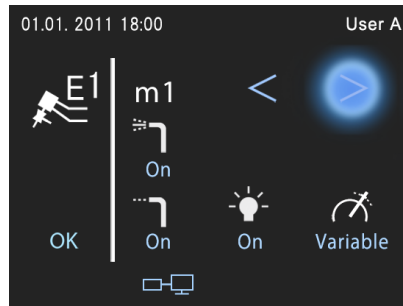 01.01. 2011 18:00 User A
E1
m1
< >
On
OK On On Variable